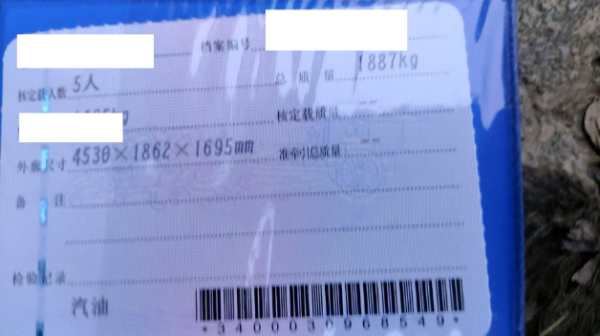 档案编号
核定载人数 5人 总质量 1887kg
核定载质量 --
外廓尺寸 4530×1862×1695mm 准牵引总质量 --
备注
检验记录
汽油
*3400030968549*